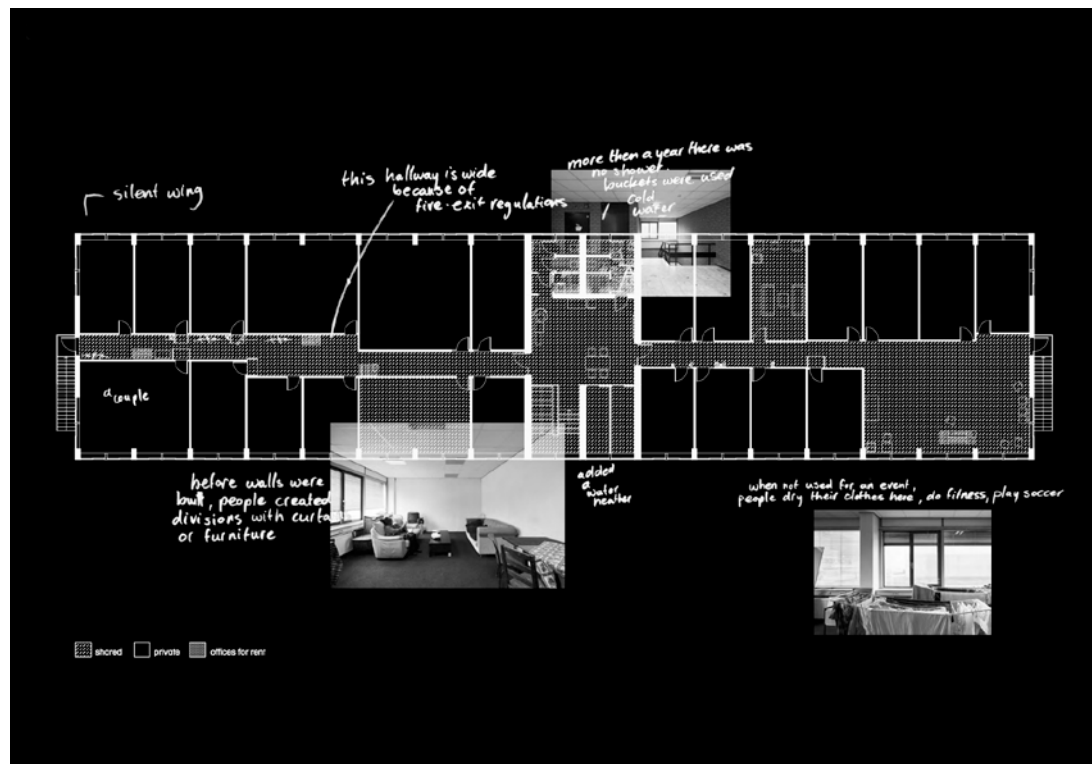 silent wing
this hallway is wide
because of
fire-exit regulations
more then a year there was
no shower,
buckets were used
cold
water
a
couple
before walls were
built, people created
divisions with curta
or furniture
added
a
water
heather
when not used for an event,
people dry their clothes here, do fitness, play soccer
shared
private
offices for rent